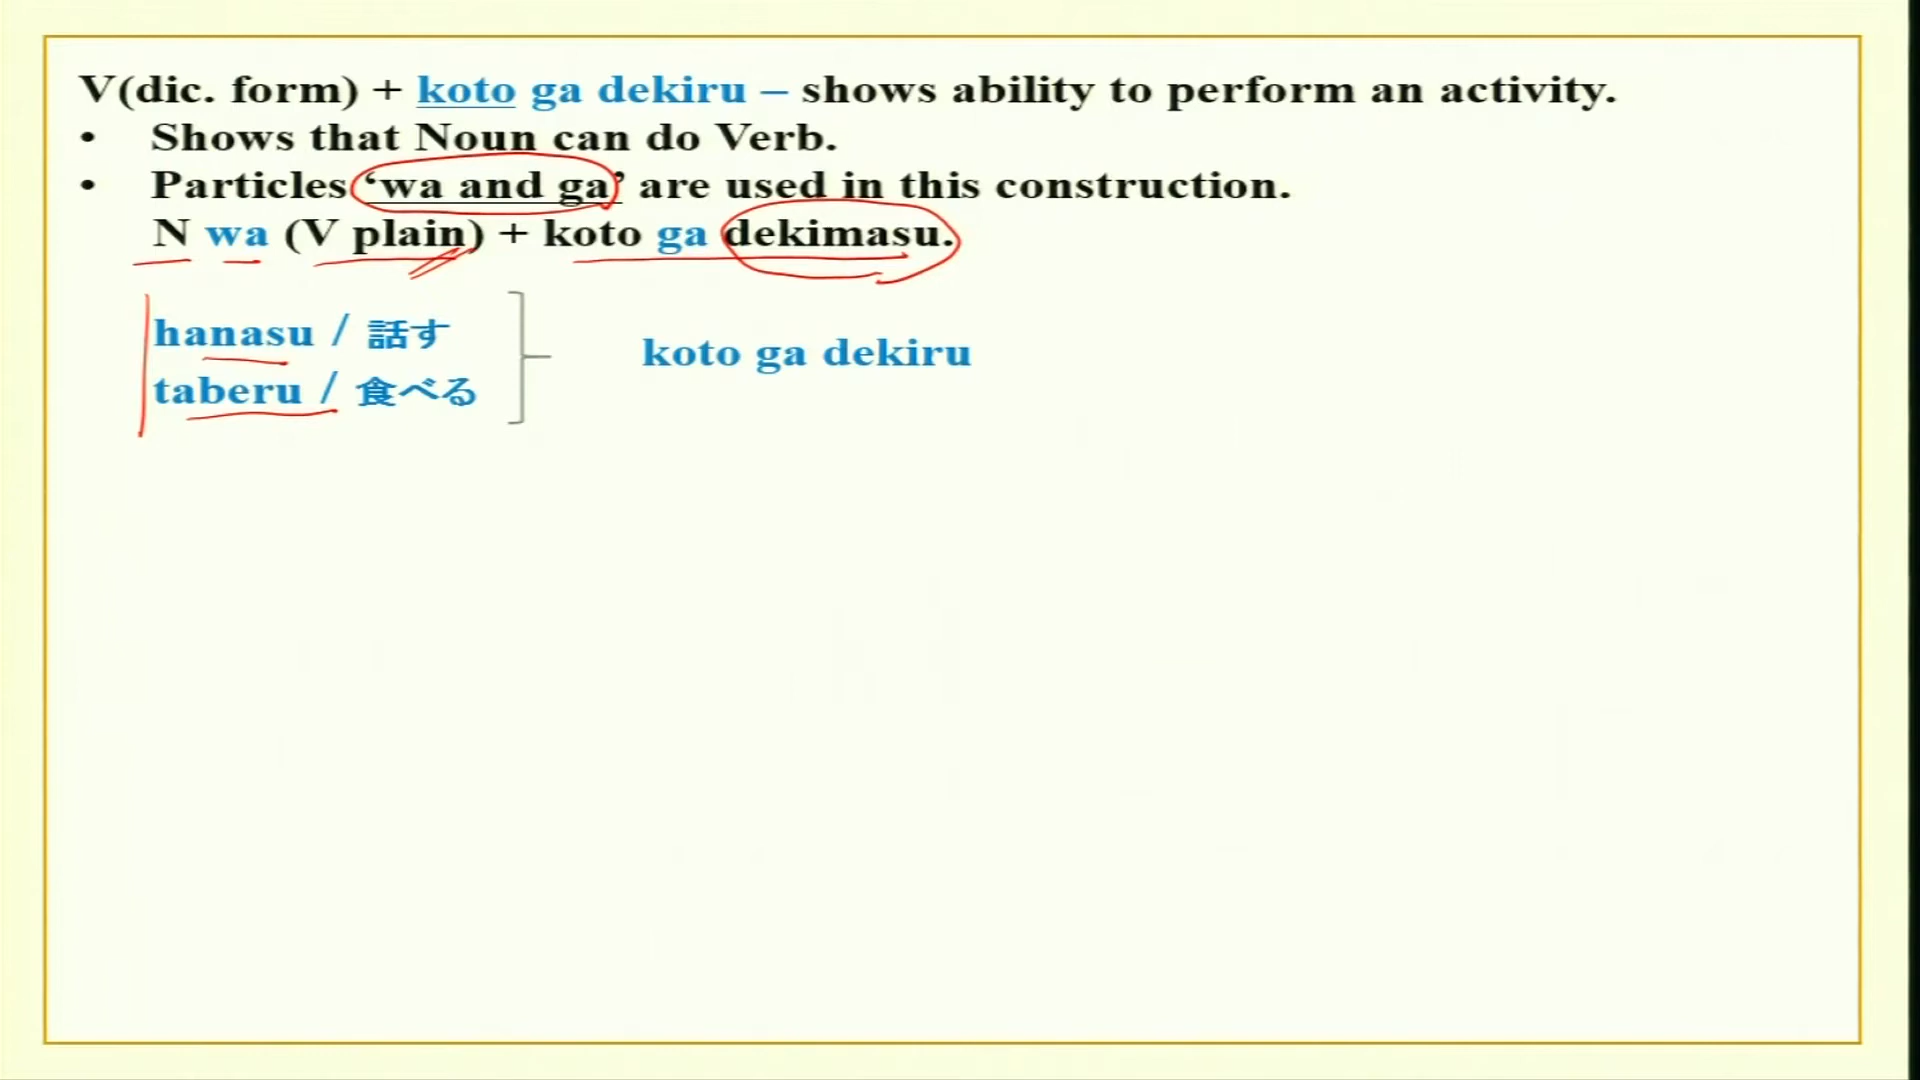 V(dic. form) + koto ga dekiru – shows ability to perform an activity.
• Shows that Noun can do Verb.
• Particles ‘wa and ga’ are used in this construction.
N wa (V plain) + koto ga dekimasu.
hanasu / 話す
taberu / 食べる
koto ga dekiru